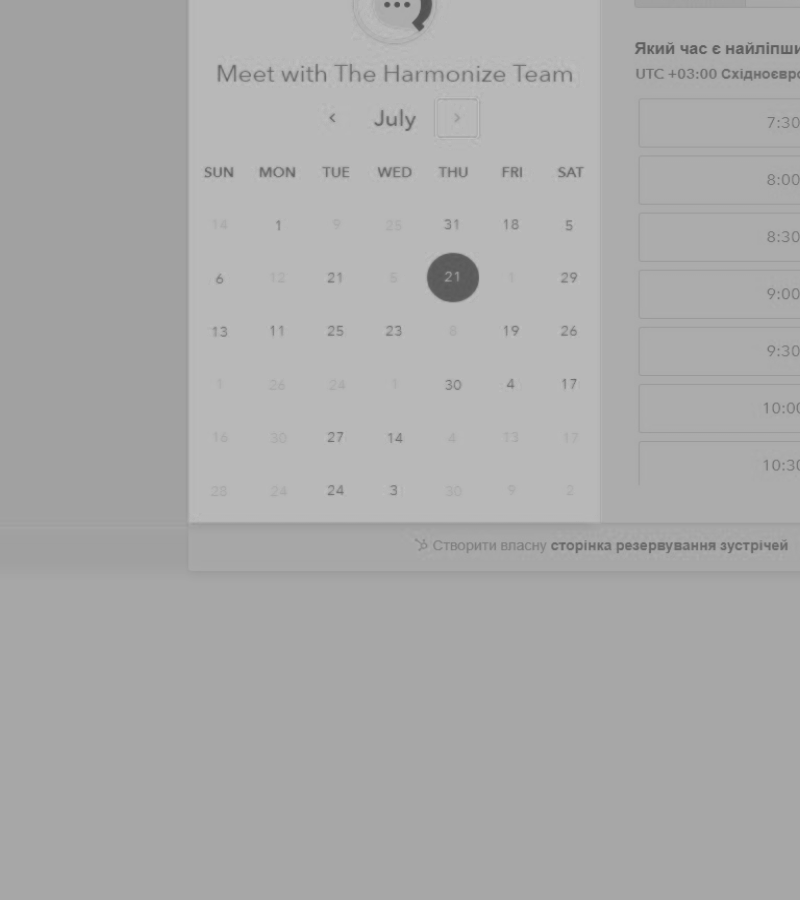 Meet with The Harmonize Team
July
SUN MON TUE WED THU FRI SAT
14 1 9 25 31 18 5
6 12 21 5 21 1 29
13 11 25 23 8 19 26
1 26 24 1 30 4 17
16 30 27 14 4 13 17
28 24 24 3 30 9 2
Який час є
UTC +03:00
7:30
8:00
8:30
9:00
9:30
10:00
10:30
Створити власну сторінка резервування зустрічей